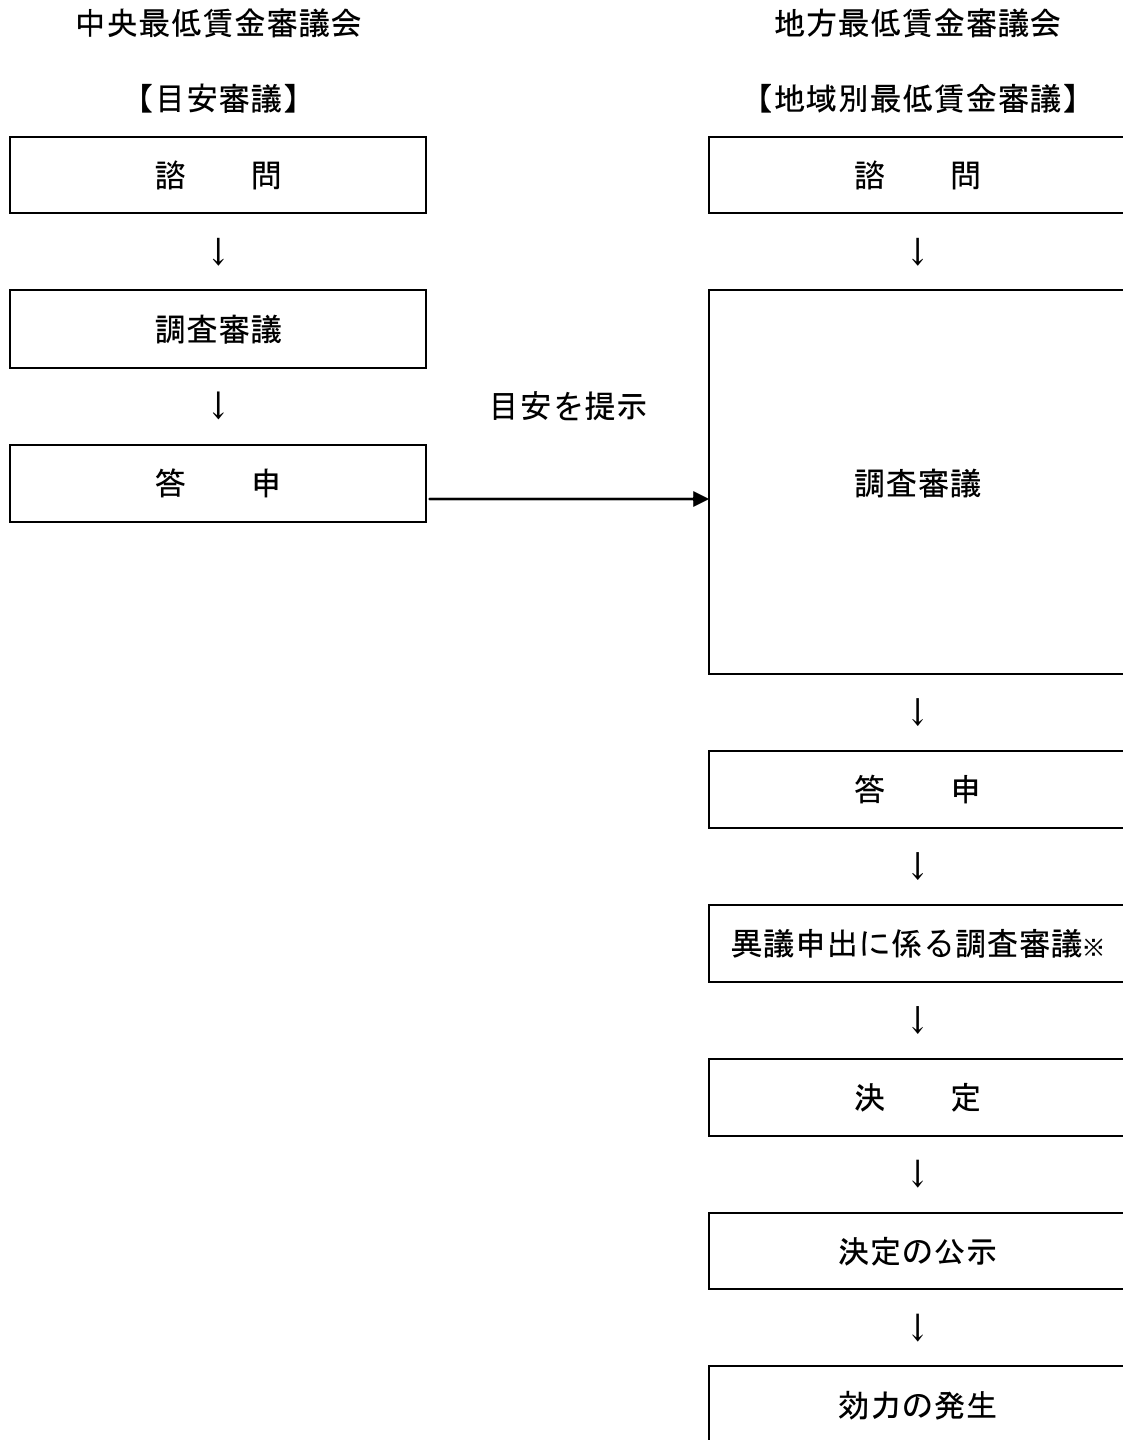 中央最低賃金審議会
【目安審議】
諮　　問
↓
調査審議
↓
答　　申
目安を提示
地方最低賃金審議会
【地域別最低賃金審議】
諮　　問
↓
調査審議
↓
答　　申
↓
異議申出に係る調査審議※
↓
決　　定
↓
決定の公示
↓
効力の発生